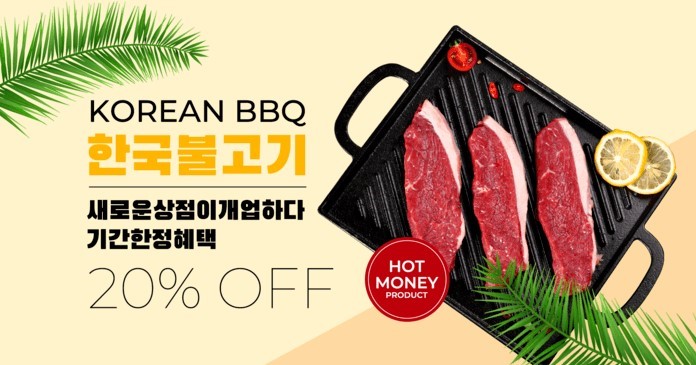 KOREAN BBQ
한국불고기
새로운상점이개업하다
기간한정혜택
20% OFF
HOT
MONEY
PRODUCT